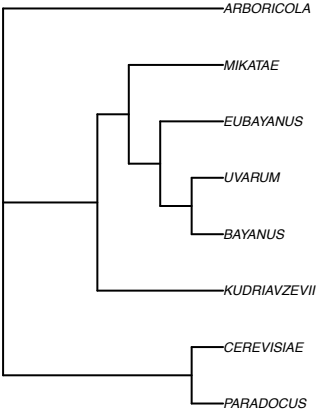 ARBORICOLA
MIKATAE
EUBAYANUS
UVARUM
BAYANUS
KUDRIAVZEVII
CEREVISIAE
PARADOCUS